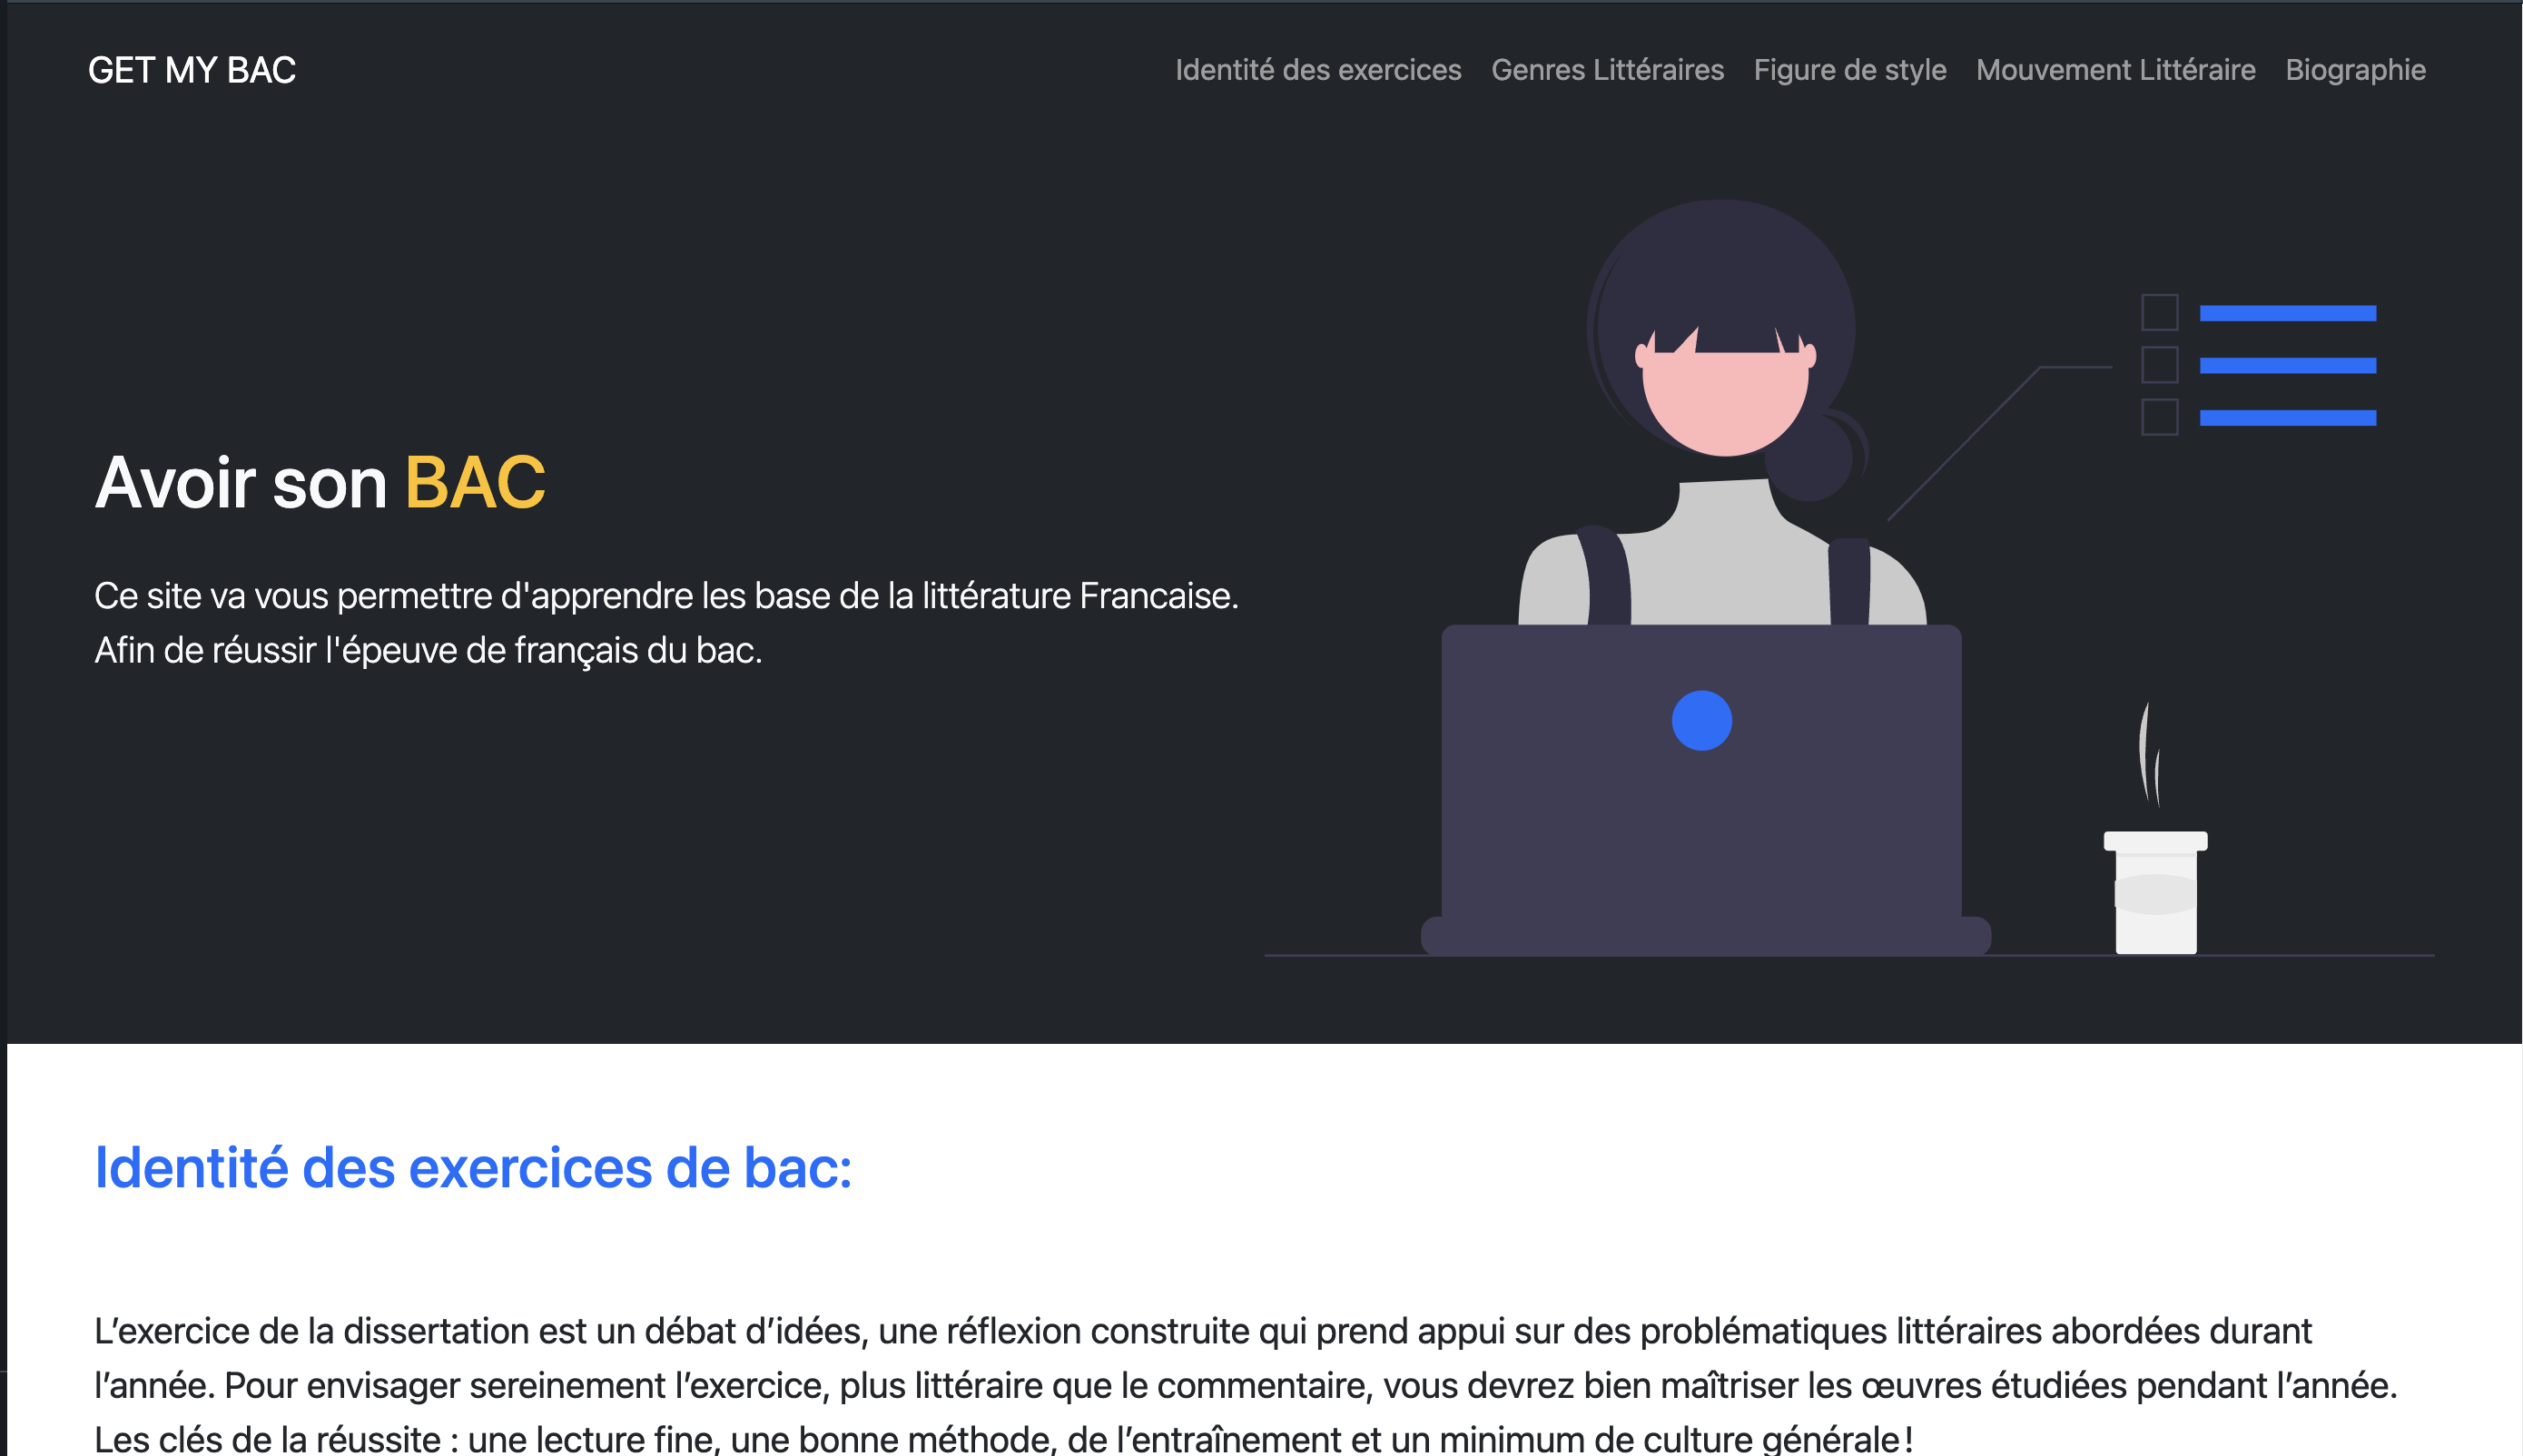 GET MY BAC
Identité des exercices Genres Littéraires Figure de style Mouvement Littéraire Biographie
Avoir son BAC
Ce site va vous permettre d'apprendre les base de la littérature Francaise.
Afin de réussir l'épeuve de français du bac.
Identité des exercices de bac:
L’exercice de la dissertation est un débat d’idées, une réflexion construite qui prend appui sur des problématiques littéraires abordées durant
l’année. Pour envisager sereinement l’exercice, plus littéraire que le commentaire, vous devrez bien maîtriser les œuvres étudiées pendant l’année.
Les clés de la réussite : une lecture fine, une bonne méthode, de l’entraînement et un minimum de culture générale !